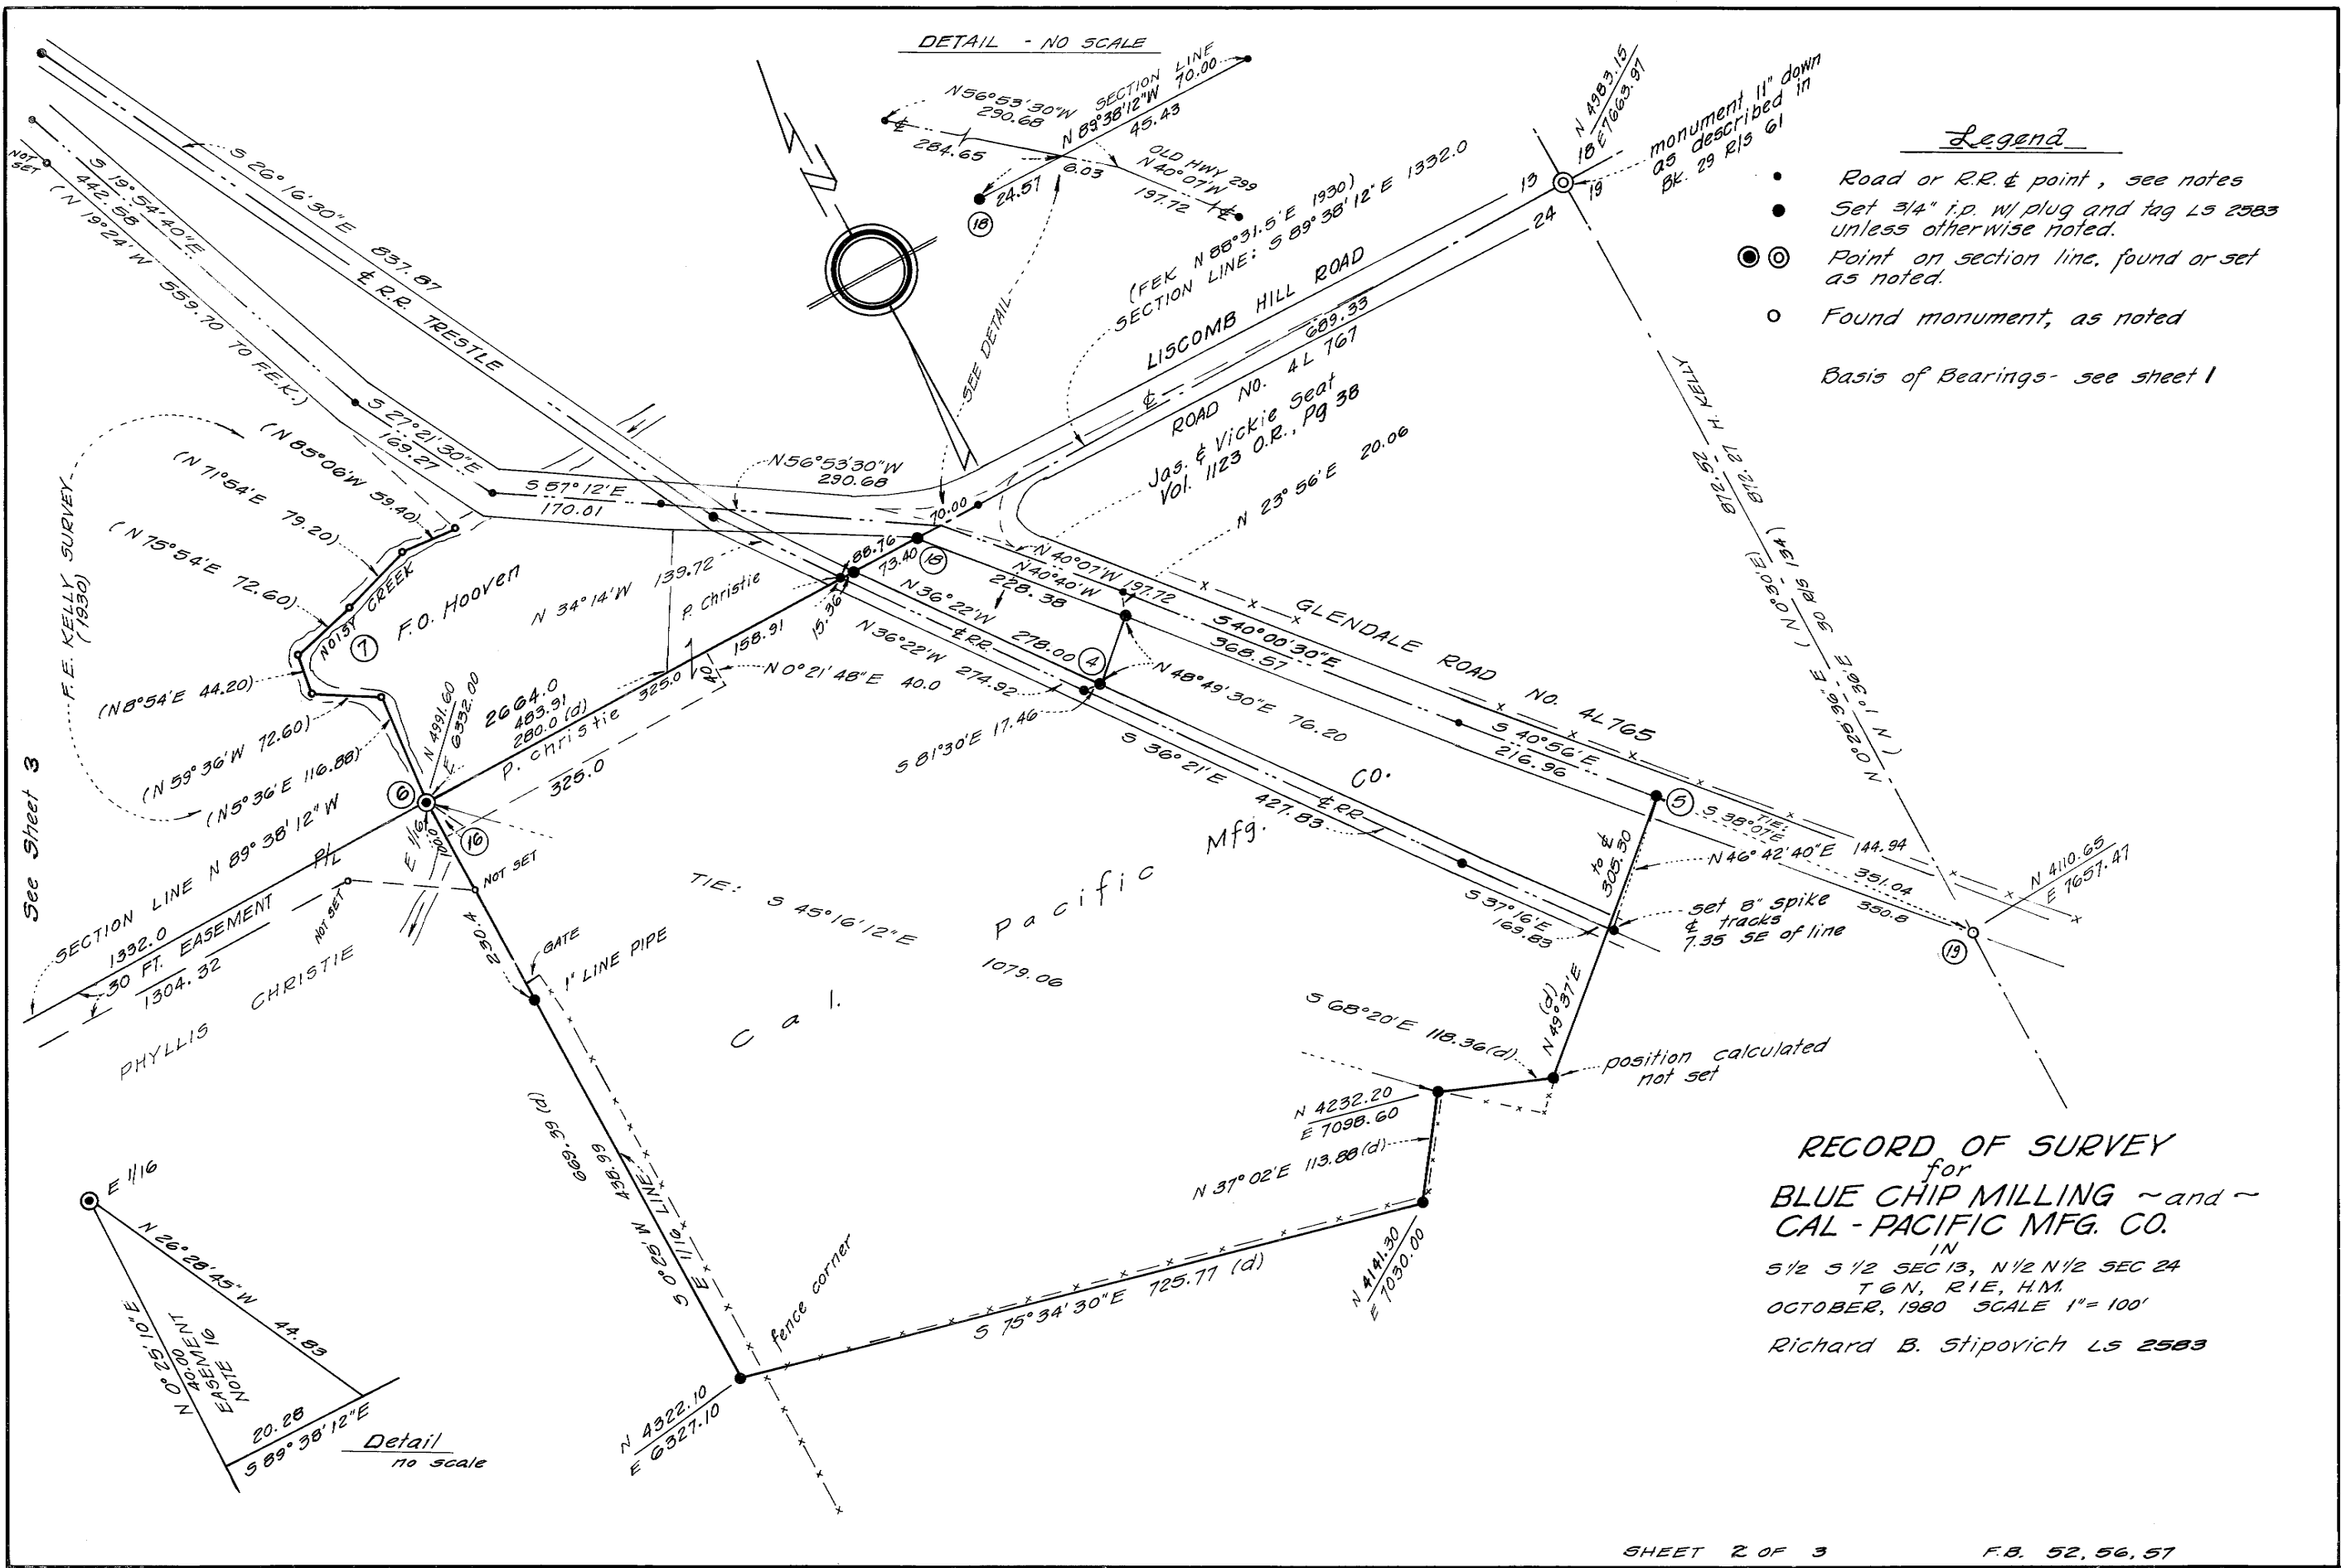 DETAIL - NO SCALE
N56°53'30"W
290.68
SECTION LINE
N 89°38'12"W 70.00
45.43
284.65
6.03
24.57
18
OLD HWY 299
N 40°07'W
197.72
N 4983.15
E 7663.97
monument 11" down
as described in
Bk. 29 R/S 61
13
18
24
19
Legend
Road or R.R. ℄ point, see notes
Set 3/4" i.p. w/ plug and tag LS 2583
unless otherwise noted.
Point on section line, found or set
as noted.
Found monument, as noted
Basis of Bearings - see sheet 1
NOT
SET
S 26°16'30"E 837.87
℄ R.R. TRESTLE
S 19°54'40"E
442.58
(N 19°24'W 559.70 TO F.E.K.)
S 27°21'30"E
169.27
S 57°12'E
170.01
N56°53'30"W
290.68
SEE DETAIL
(FEK N 88°31.5'E 1930)
SECTION LINE: S 89°38'12"E 1332.0
LISCOMB HILL ROAD
℄
689.33
ROAD NO. 4L 767
Jas. & Vickie Seat
Vol. 1123 O.R., Pg 38
N 23°56'E 20.06
F.E. KELLY SURVEY
(1930)
(N 85°06'W 59.40)
(N 71°54'E 79.20)
(N 75°54'E 72.60)
(N 8°54'E 44.20)
(N 59°36'W 72.60)
(N 5°36'E 116.88)
NOISY CREEK
7
F.O. Hooven
N 34°14'W 139.72
P. Christie
70.00
88.76
73.40
18
15.36
158.91
N 40°07'W 197.72
N40°40'W
228.38
N 36°22'W 278.00
℄ RR.
N 36°22'W 274.92
4
GLENDALE ROAD NO. 4L765
S 40°00'30"E
368.57
N 48°49'30"E 76.20
S 81°30'E 17.46
S 36°21'E 427.83
℄ RR
S 40°56'E
216.96
5
TIE:
S 38°07'E
144.94
351.04
350.8
N 46°42'40"E
to ℄
305.30
H. KELLY
872.27
872.52
(N 0°30'E)
30 R/S 134)
N 0°25'36"E
(N 1°36'E
N 4110.65
E 7657.47
19
set 8" spike
℄ tracks
7.35 SE of line
S 37°16'E
169.83
N 49°37'E
(d)
S 68°20'E 118.36(d)
position calculated
not set
N 4232.20
E 7098.60
N 37°02'E 113.88(d)
N 4141.30
E 7030.00
N 0°21'48"E 40.0
40
325.0
2664.0
483.91
280.0 (d)
P. Christie
325.0
N 4991.60
E 6332.00
6
16
E 1/16
100.0
NOT SET
NOT SET
See Sheet 3
SECTION LINE N 89°38'12"W
1332.0
P/L
30 FT. EASEMENT
1304.32
PHYLLIS CHRISTIE
230.4
GATE
1" LINE PIPE
TIE: S 45°16'12"E
1079.06
Cal. Pacific Mfg. CO.
669.39 (d)
438.99
S 0°25'W
E 1/16 LINE
fence corner
S 75°34'30"E 725.77 (d)
N 4322.10
E 6327.10
E 1/16
N 26°28'45"W
44.83
N 0°25'10"E
40.00
EASEMENT
NOTE 16
20.28
S 89°38'12"E
Detail
no scale
RECORD OF SURVEY
for
BLUE CHIP MILLING ~and~
CAL-PACIFIC MFG. CO.
IN
S 1/2 S 1/2 SEC 13, N 1/2 N 1/2 SEC 24
T 6 N, R1E, H.M.
OCTOBER, 1980 SCALE 1"= 100'
Richard B. Stipovich LS 2583
SHEET 2 OF 3
F.B. 52, 56, 57